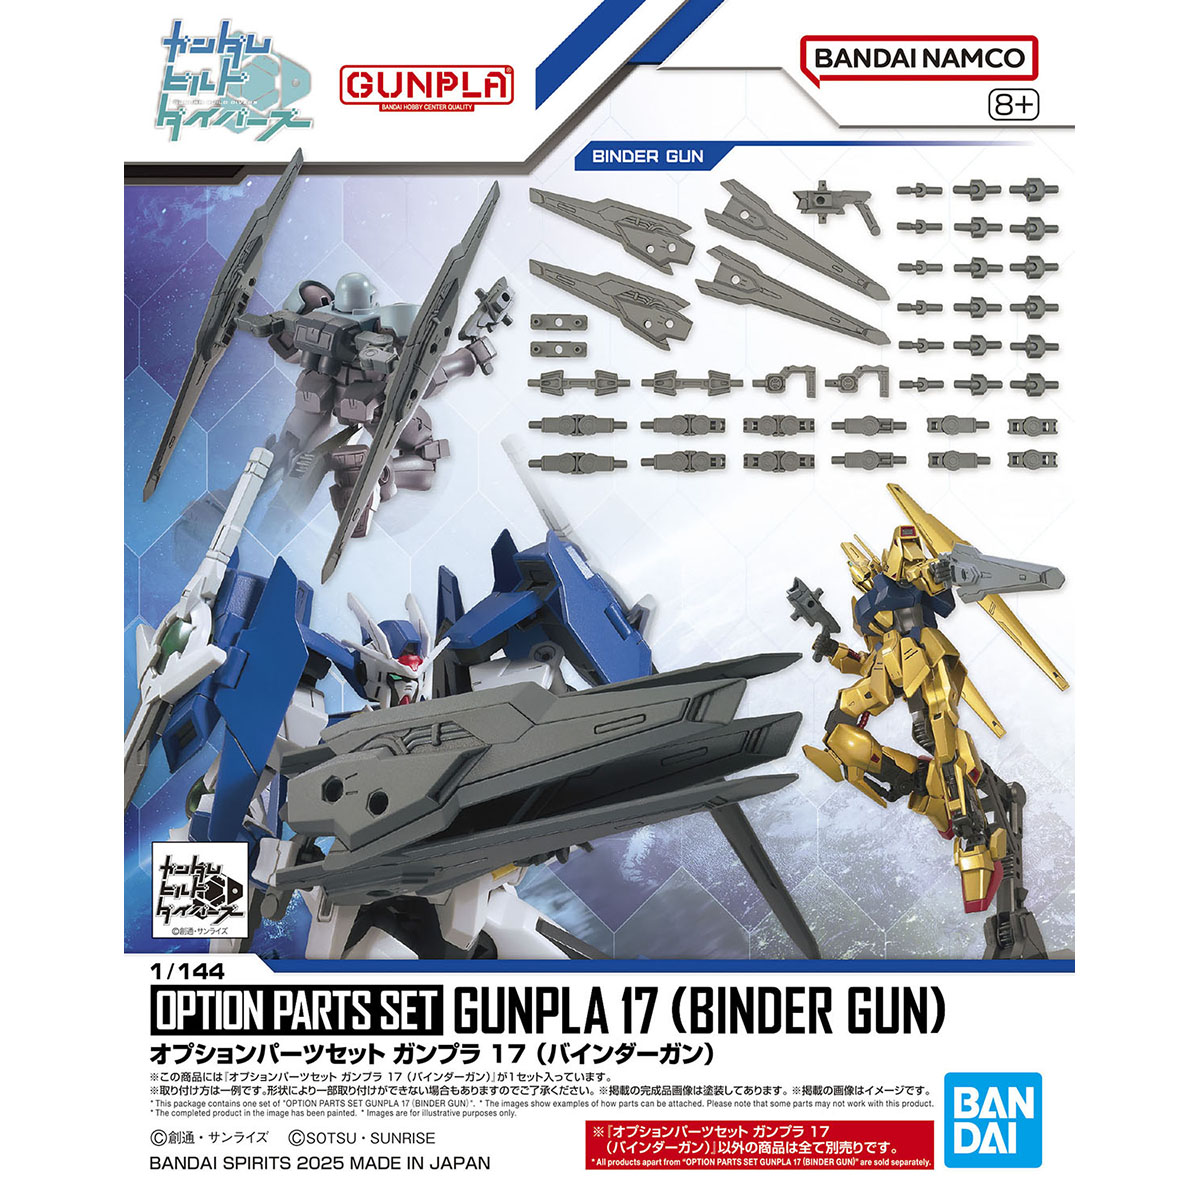 ガンダム
ビルド
ダイバーズ
GUNPLA
BANDAI HOBBY CENTER QUALITY
BANDAI NAMCO
8+
BINDER GUN
ガンダム
ビルド
ダイバーズ
©創通・サンライズ
1/144
OPTION PARTS SET GUNPLA 17 (BINDER GUN)
オプションパーツセット ガンプラ 17 (バインダーガン)
※この商品には『オプションパーツセット ガンプラ 17 (バインダーガン)』が1セット入っています。
※取り付け方は一例です。形状により一部取り付けができない場合もありますのでご了承ください。 ※掲載の完成品画像は塗装してあります。 ※掲載の画像はイメージです。
* This package contains one set of "OPTION PARTS SET GUNPLA 17 (BINDER GUN)". * The images show examples of how parts can be attached. Please note that some parts may not work with this product.
* The completed product in the image has been painted. * Images are for illustrative purposes only.
©創通・サンライズ ©SOTSU・SUNRISE
BANDAI SPIRITS 2025 MADE IN JAPAN
※『オプションパーツセット ガンプラ 17
(バインダーガン)』以外の商品は全て別売りです。
* All products apart from "OPTION PARTS SET GUNPLA 17 (BINDER GUN)" are sold separately.
BAN
DAI